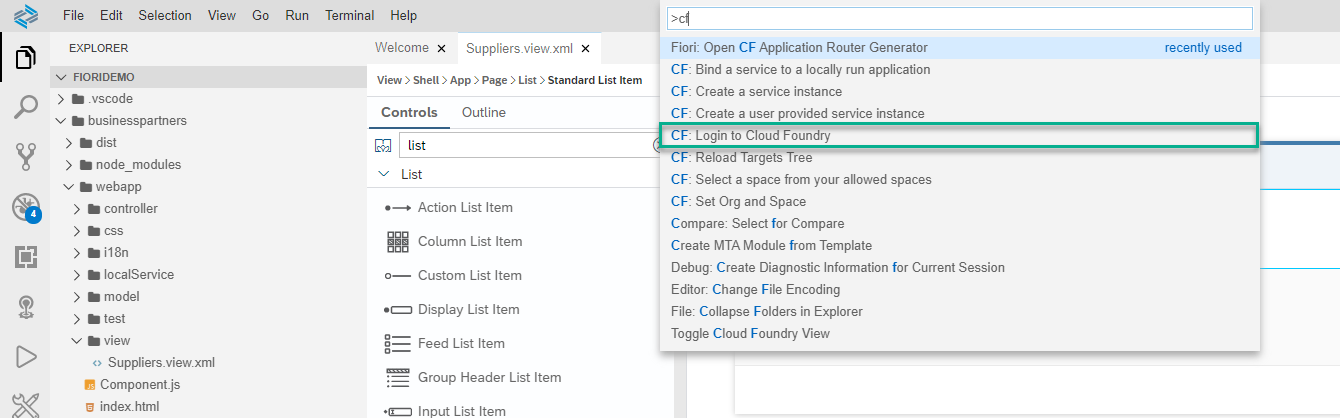 File Edit Selection View Go Run Terminal Help
>cf
Fiori: Open CF Application Router Generator recently used
CF: Bind a service to a locally run application
CF: Create a service instance
CF: Create a user provided service instance
CF: Login to Cloud Foundry
CF: Reload Targets Tree
CF: Select a space from your allowed spaces
CF: Set Org and Space
Compare: Select for Compare
Create MTA Module from Template
Debug: Create Diagnostic Information for Current Session
Editor: Change File Encoding
File: Collapse Folders in Explorer
Toggle Cloud Foundry View
EXPLORER
FIORIDEMO
.vscode
businesspartners
dist
node_modules
webapp
controller
css
i18n
localService
model
test
view
Suppliers.view.xml
JS Component.js
index.html
4
Welcome
Suppliers.view.xml
View > Shell > App > Page > List > Standard List Item
Controls Outline
list
List
Action List Item
Column List Item
Custom List Item
Display List Item
Feed List Item
Group Header List Item
Input List Item